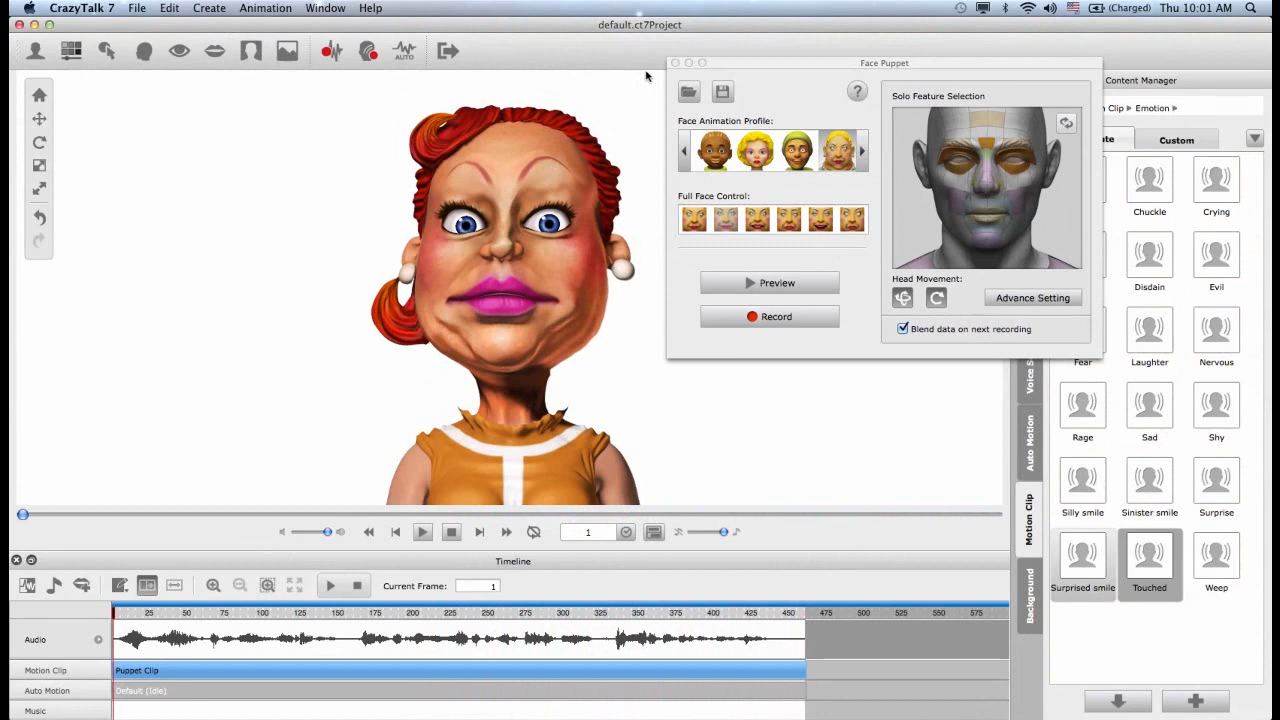 CrazyTalk 7 File Edit Create Animation Window Help (Charged) Thu 10:01 AM
default.ct7Project
AUTO
Face Puppet
Content Manager
Solo Feature Selection
Face Animation Profile:
n Clip Emotion
ate Custom
Full Face Control:
Chuckle Crying
Preview
Head Movement:
Advance Setting
Disdain Evil
Record
Blend data on next recording
Fear Laughter Nervous
Voice S
Auto Motion
Rage Sad Shy
Motion Clip
Silly smile Sinister smile Surprise
1
Background
Surprised smile Touched Weep
Timeline
Current Frame: 1
25 50 75 100 125 150 175 200 225 250 275 300 325 350 375 400 425 450 475 500 525 550 575
Audio
Motion Clip Puppet Clip
Auto Motion Default (Idle)
Music